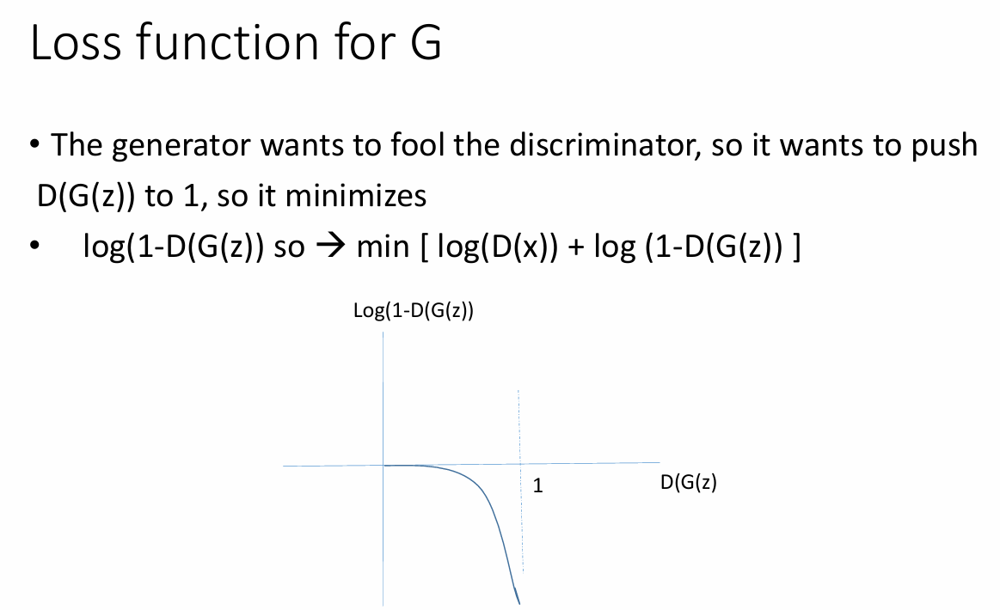 Loss function for G
• The generator wants to fool the discriminator, so it wants to push
D(G(z)) to 1, so it minimizes
• log(1-D(G(z)) so → min [ log(D(x)) + log (1-D(G(z)) ]
Log(1-D(G(z))
1
D(G(z)